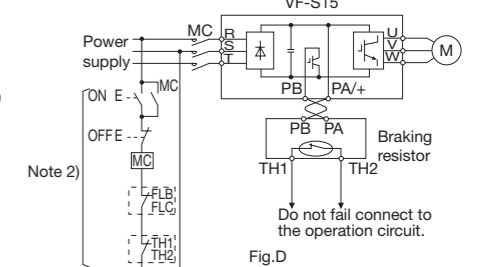 VF-S15
Power
supply
MC
R
S
T
U
V
W
M
PB PA/+
ON E
MC
OFF E
MC
PB PA
Braking
resistor
TH1
TH2
Note 2)
FLB
FLC
Do not fail connect to
the operation circuit.
TH1
TH2
Fig.D